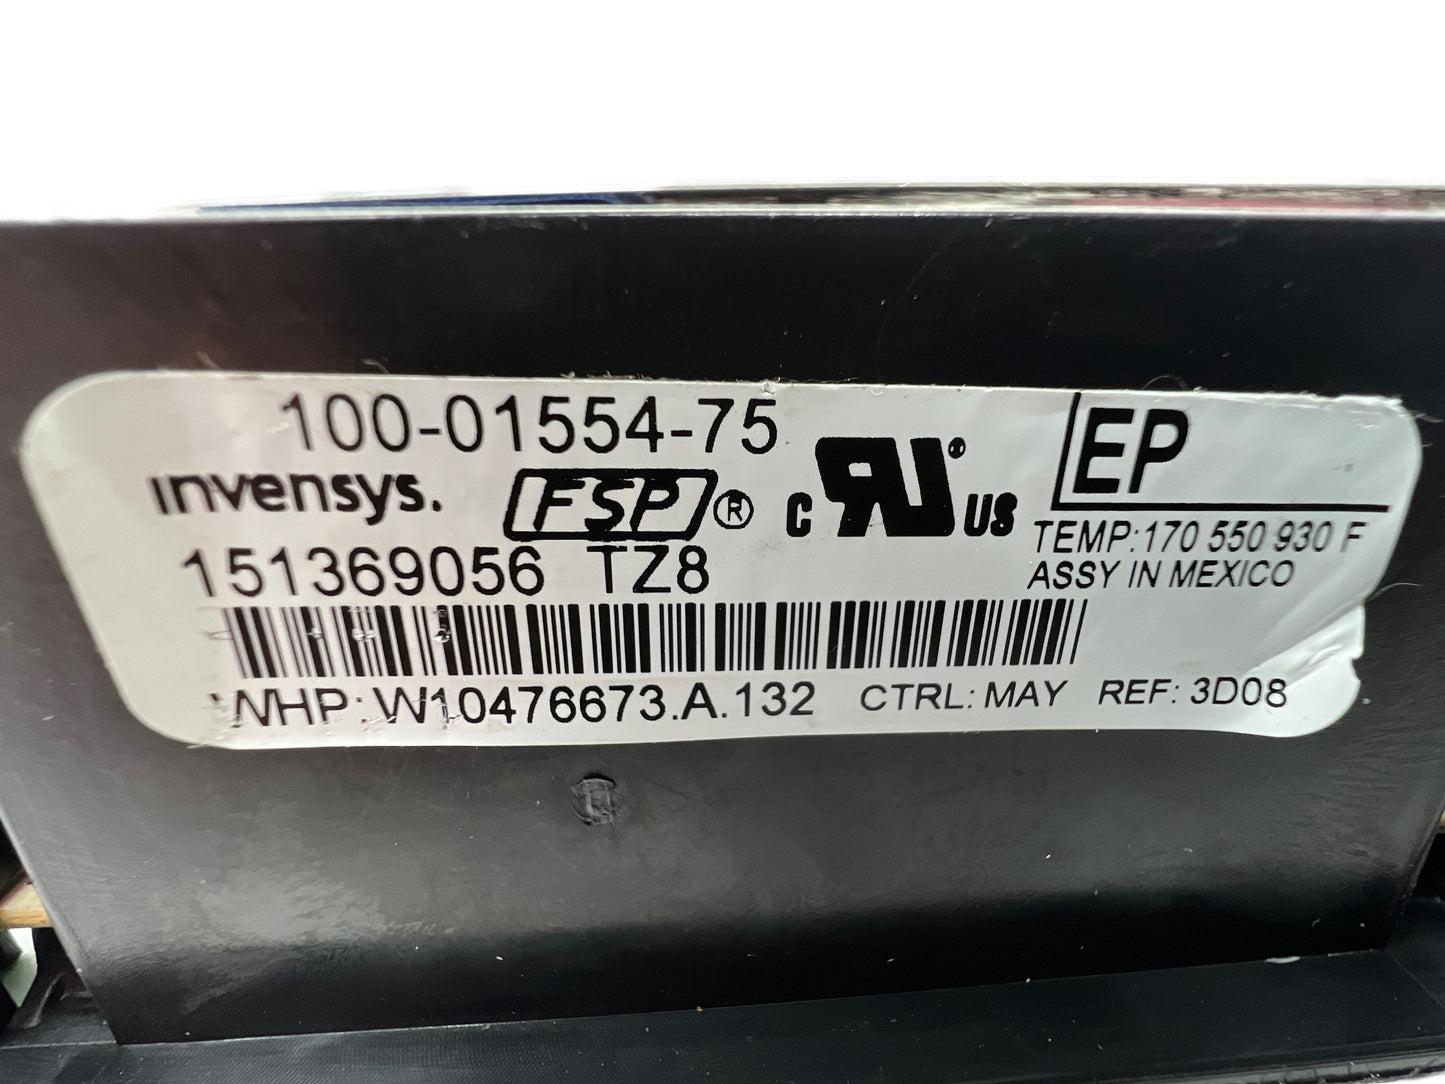 100-01554-75
invensys. FSP® c RU® US EP
151369056 TZ8
TEMP:170 550 930 F
ASSY IN MEXICO
WHP:W10476673.A.132 CTRL: MAY REF: 3D08